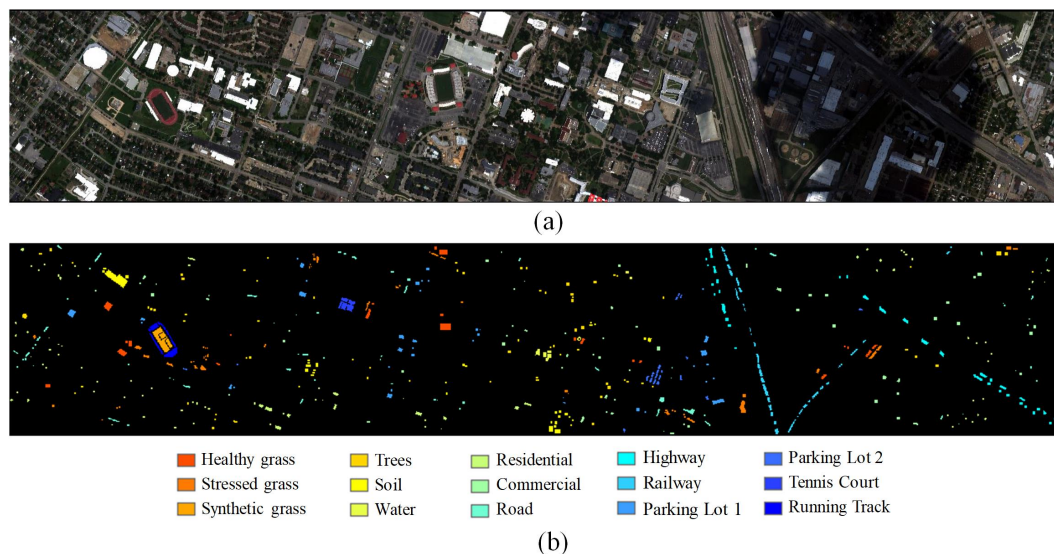 (a)
Healthy grass Trees Residential Highway Parking Lot 2
Stressed grass Soil Commercial Railway Tennis Court
Synthetic grass Water Road Parking Lot 1 Running Track
(b)